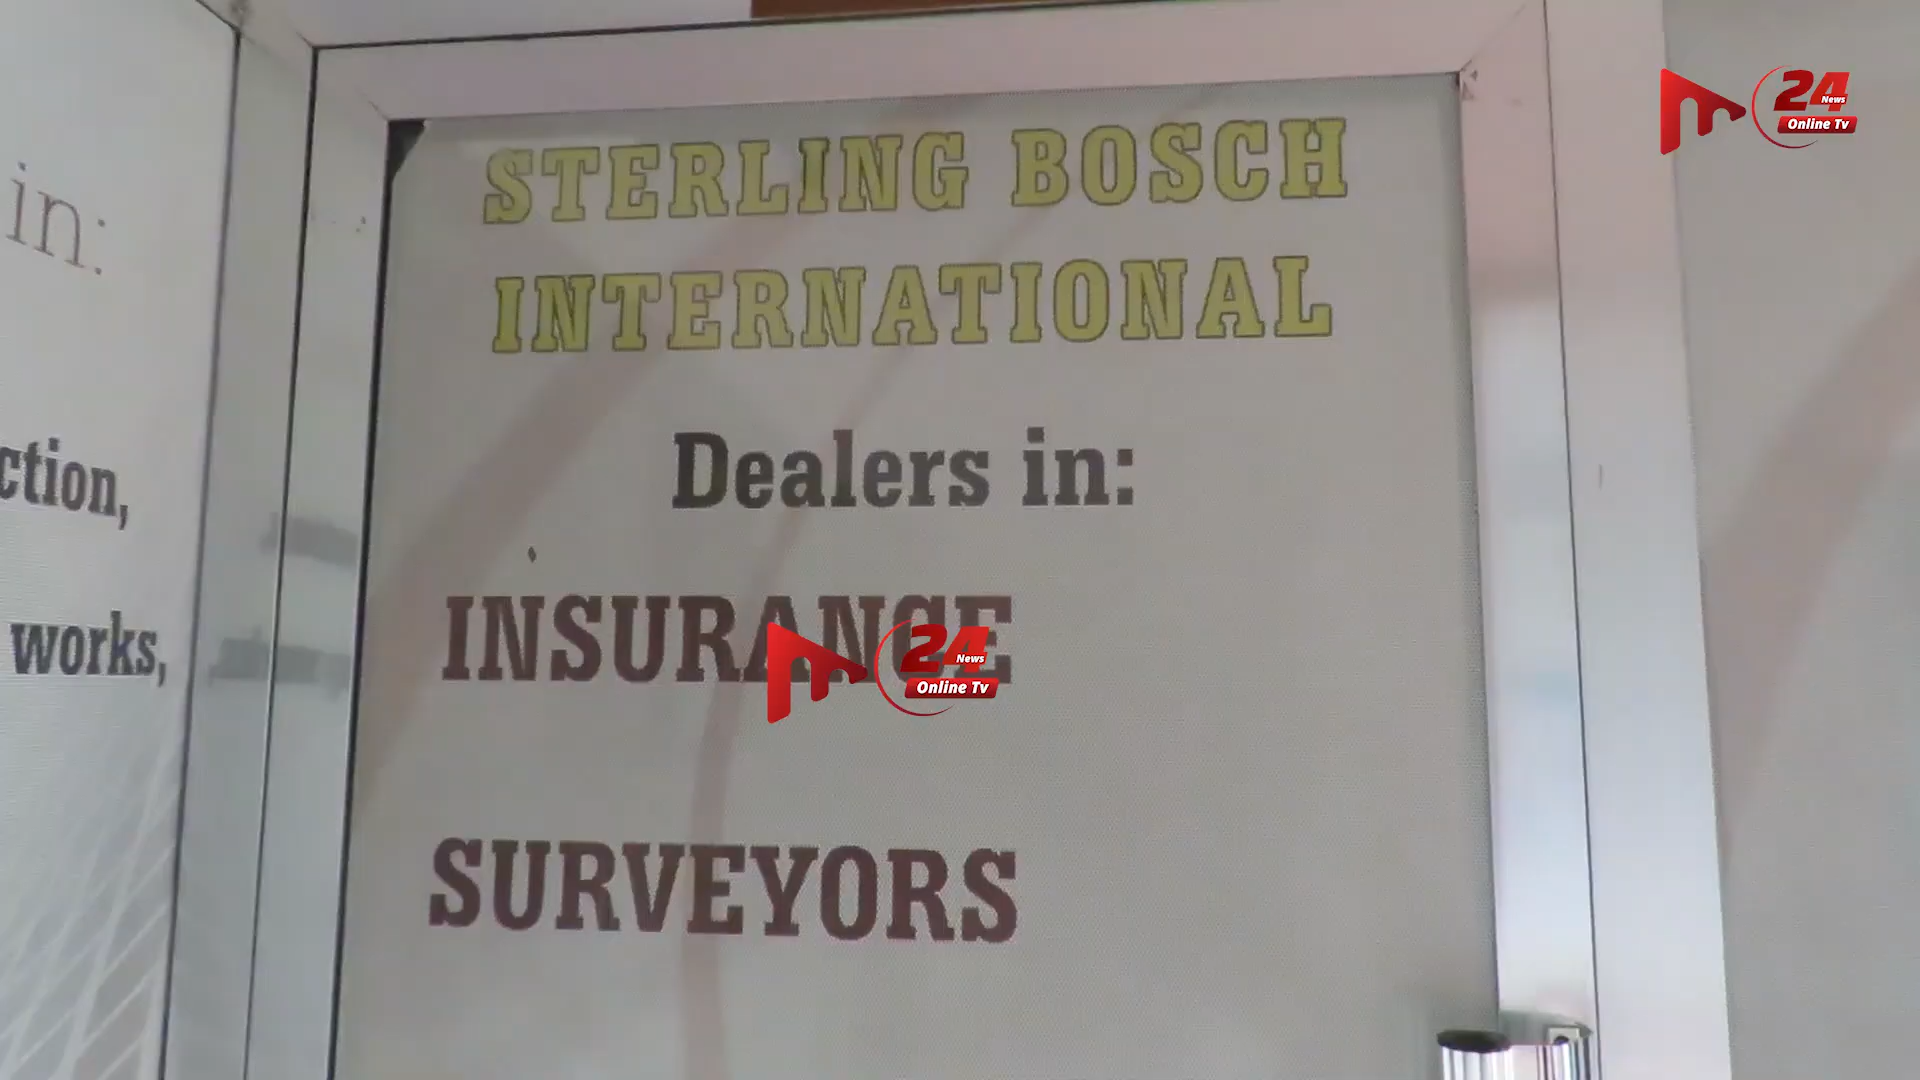 in:
ction,
works,
STERLING BOSCH
INTERNATIONAL
Dealers in:
INSURANCE
SURVEYORS
24
News
Online Tv
24
News
Online Tv